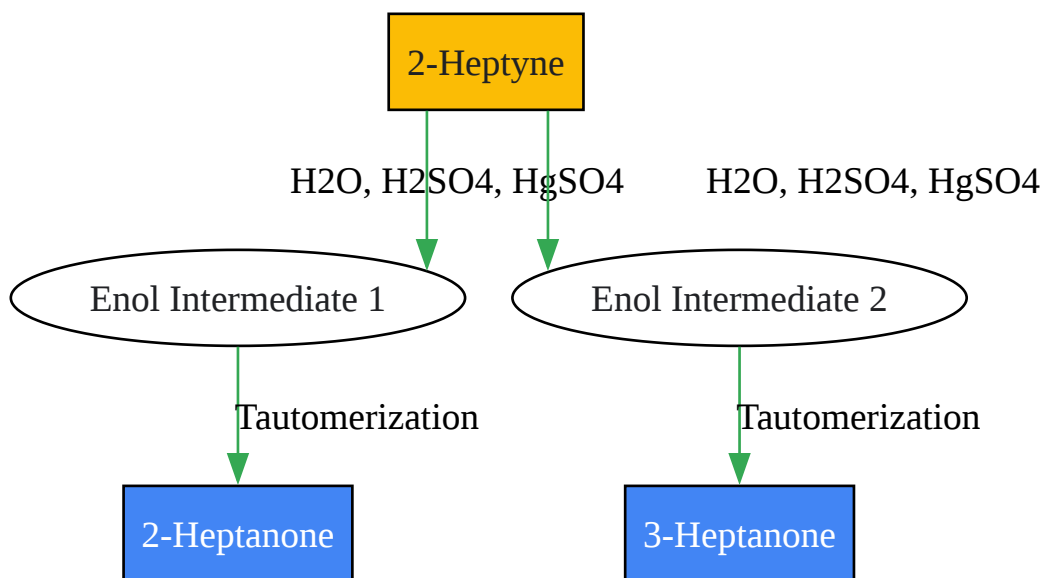 2-Heptyne
H2O, H2SO4, HgSO4
H2O, H2SO4, HgSO4
Enol Intermediate 1
Enol Intermediate 2
Tautomerization
Tautomerization
2-Heptanone
3-Heptanone